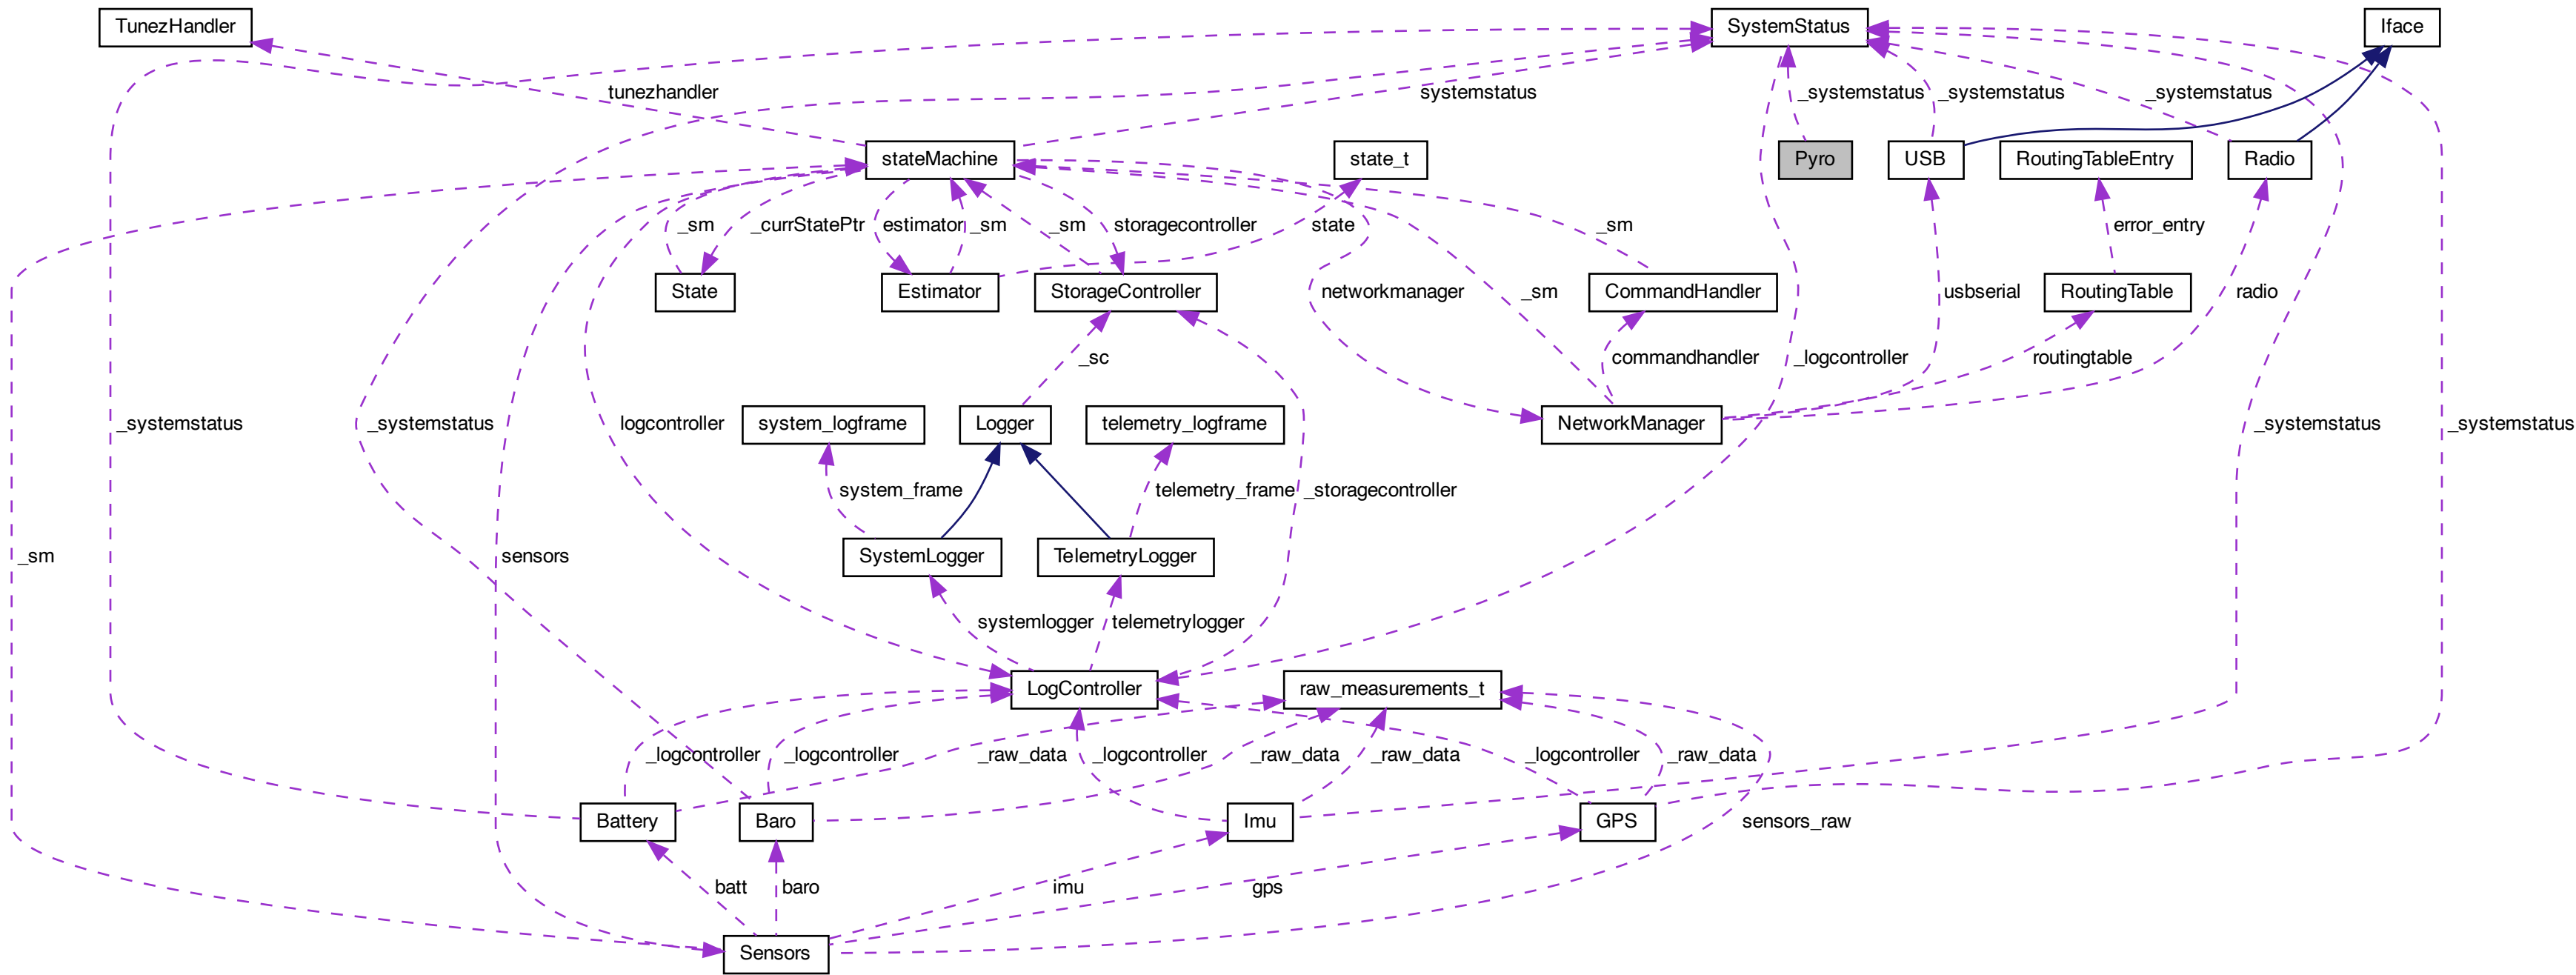 TunezHandler
SystemStatus
Iface
tunezhandler
systemstatus
_systemstatus
_systemstatus
_systemstatus
stateMachine
state_t
Pyro
USB
RoutingTableEntry
Radio
_sm
_currStatePtr
estimator
_sm
_sm
storagecontroller
state
_sm
error_entry
State
Estimator
StorageController
networkmanager
_sm
CommandHandler
usbserial
RoutingTable
radio
_sc
commandhandler
_logcontroller
routingtable
_systemstatus
_systemstatus
logcontroller
system_logframe
Logger
telemetry_logframe
NetworkManager
_systemstatus
_systemstatus
system_frame
telemetry_frame
_storagecontroller
_sm
sensors
SystemLogger
TelemetryLogger
systemlogger
telemetrylogger
LogController
raw_measurements_t
_logcontroller
_logcontroller
_raw_data
_logcontroller
_raw_data
_raw_data
_logcontroller
_raw_data
Battery
Baro
Imu
GPS
sensors_raw
batt
baro
imu
gps
Sensors